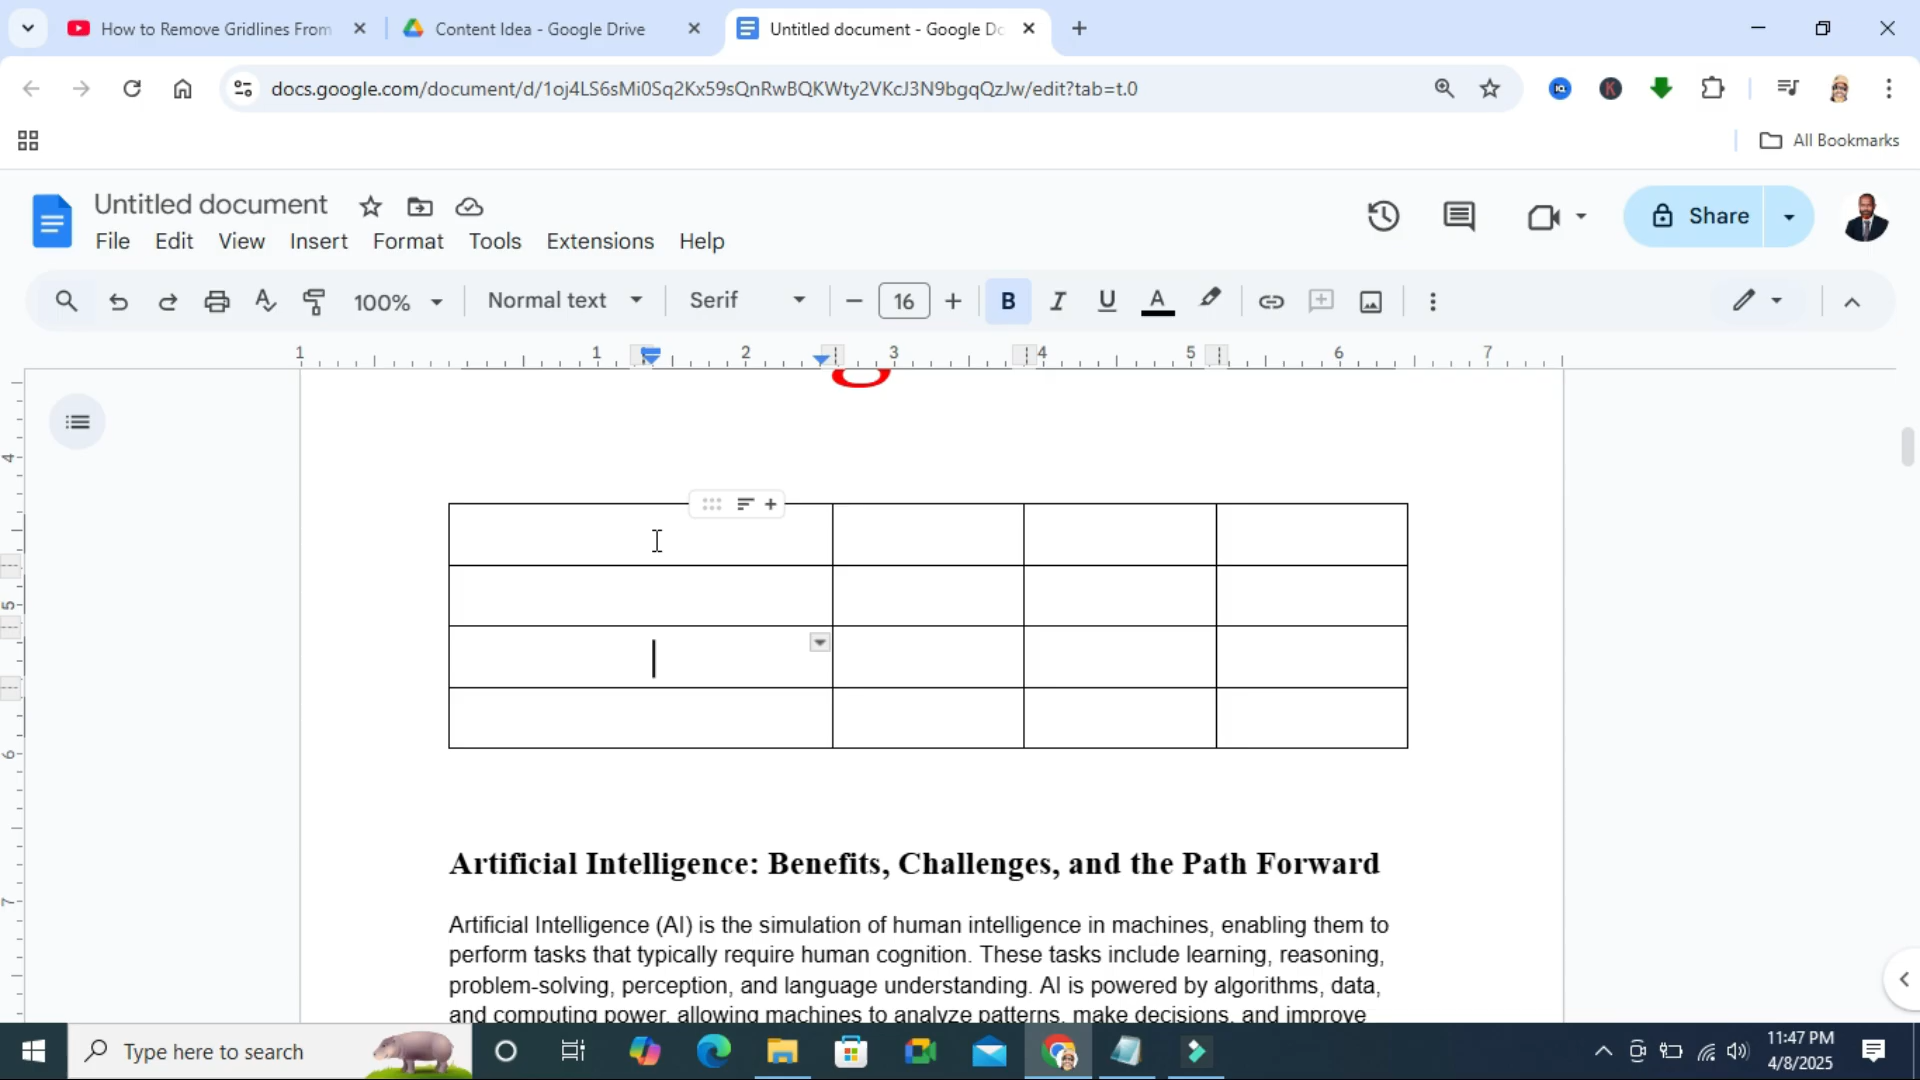 How to Remove Gridlines From
Content Idea - Google Drive
Untitled document - Google Do
docs.google.com/document/d/1oj4LS6sMi0Sq2Kx59sQnRwBQKWty2VKcJ3N9bgqQzJw/edit?tab=t.0
All Bookmarks
Untitled document
File Edit View Insert Format Tools Extensions Help
Share
100% Normal text Serif 16 B I U A
1 1 2 3 4 5 6 7
4
5
6
7
Artificial Intelligence: Benefits, Challenges, and the Path Forward
Artificial Intelligence (AI) is the simulation of human intelligence in machines, enabling them to
perform tasks that typically require human cognition. These tasks include learning, reasoning,
problem-solving, perception, and language understanding. AI is powered by algorithms, data,
and computing power, allowing machines to analyze patterns, make decisions, and improve
Type here to search
11:47 PM
4/8/2025